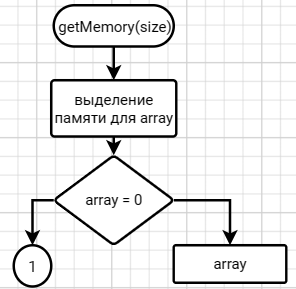 getMemory(size)
выделение
памяти для array
array = 0
1
array